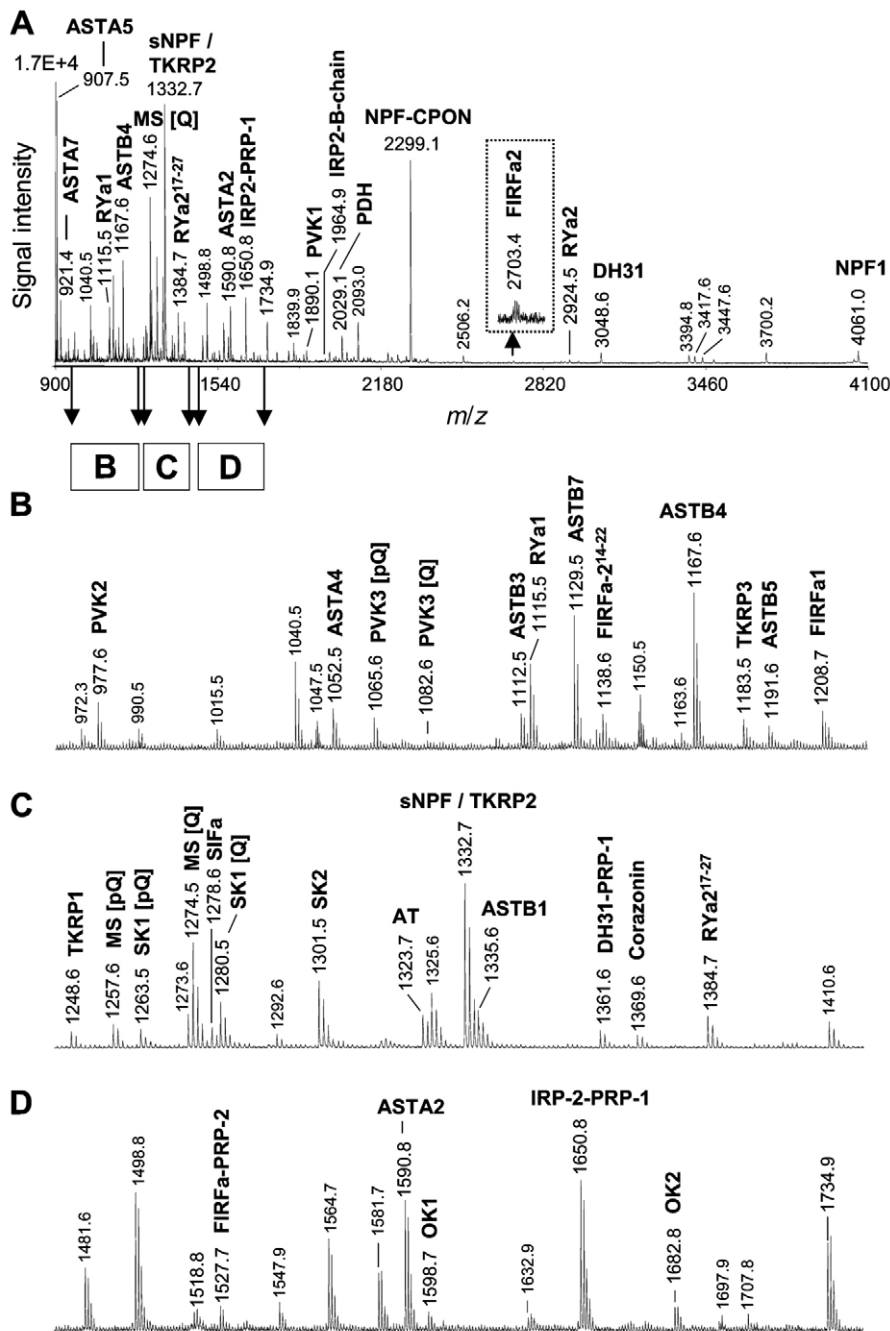 A
ASTA5
1.7E+4
907.5
sNPF /
TKRP2
1332.7
Signal intensity
921.4 — ASTA7
1040.5
1115.5 RYa1
1167.6 ASTB4
1274.6
MS [Q]
1384.7 RYa2¹⁷⁻²⁷
1498.8
1590.8 ASTA2
1650.8 IRP2-PRP-1
1734.9
1839.9
1890.1 PVK1
1964.9 IRP2-B-chain
2029.1 PDH
2093.0
NPF-CPON
2299.1
2506.2
2703.4 FIRFa2
2924.5 RYa2
DH31
3048.6
3394.8
3417.6
3447.6
3700.2
NPF1
4061.0
900 1540 2180 2820 3460 4100
m/z
B C D
B
972.3
977.6 PVK2
990.5
1015.5
1040.5
1047.5
1052.5 ASTA4
1065.6 PVK3 [pQ]
1082.6 PVK3 [Q]
1112.5 ASTB3
1115.5 RYa1
1129.5 ASTB7
1138.6 FIRFa-2¹⁴⁻²²
1150.5
1163.6
ASTB4
1167.6
1183.5 TKRP3
1191.6 ASTB5
1208.7 FIRFa1
C
1248.6 TKRP1
1257.6 MS [pQ]
1263.5 SK1 [pQ]
1273.6
1274.5 MS [Q]
1278.6 SIFa
1280.5 SK1 [Q]
1292.6
1301.5 SK2
AT
1323.7
1325.6
sNPF / TKRP2
1332.7
ASTB1
1335.6
1361.6 DH31-PRP-1
1369.6 Corazonin
1384.7 RYa2¹⁷⁻²⁷
1410.6
D
1481.6
1498.8
1518.8
1527.7 FIRFa-PRP-2
1547.9
1564.7
1581.7
ASTA2
1590.8
1598.7 OK1
1632.9
IRP-2-PRP-1
1650.8
1682.8 OK2
1697.9
1707.8
1734.9